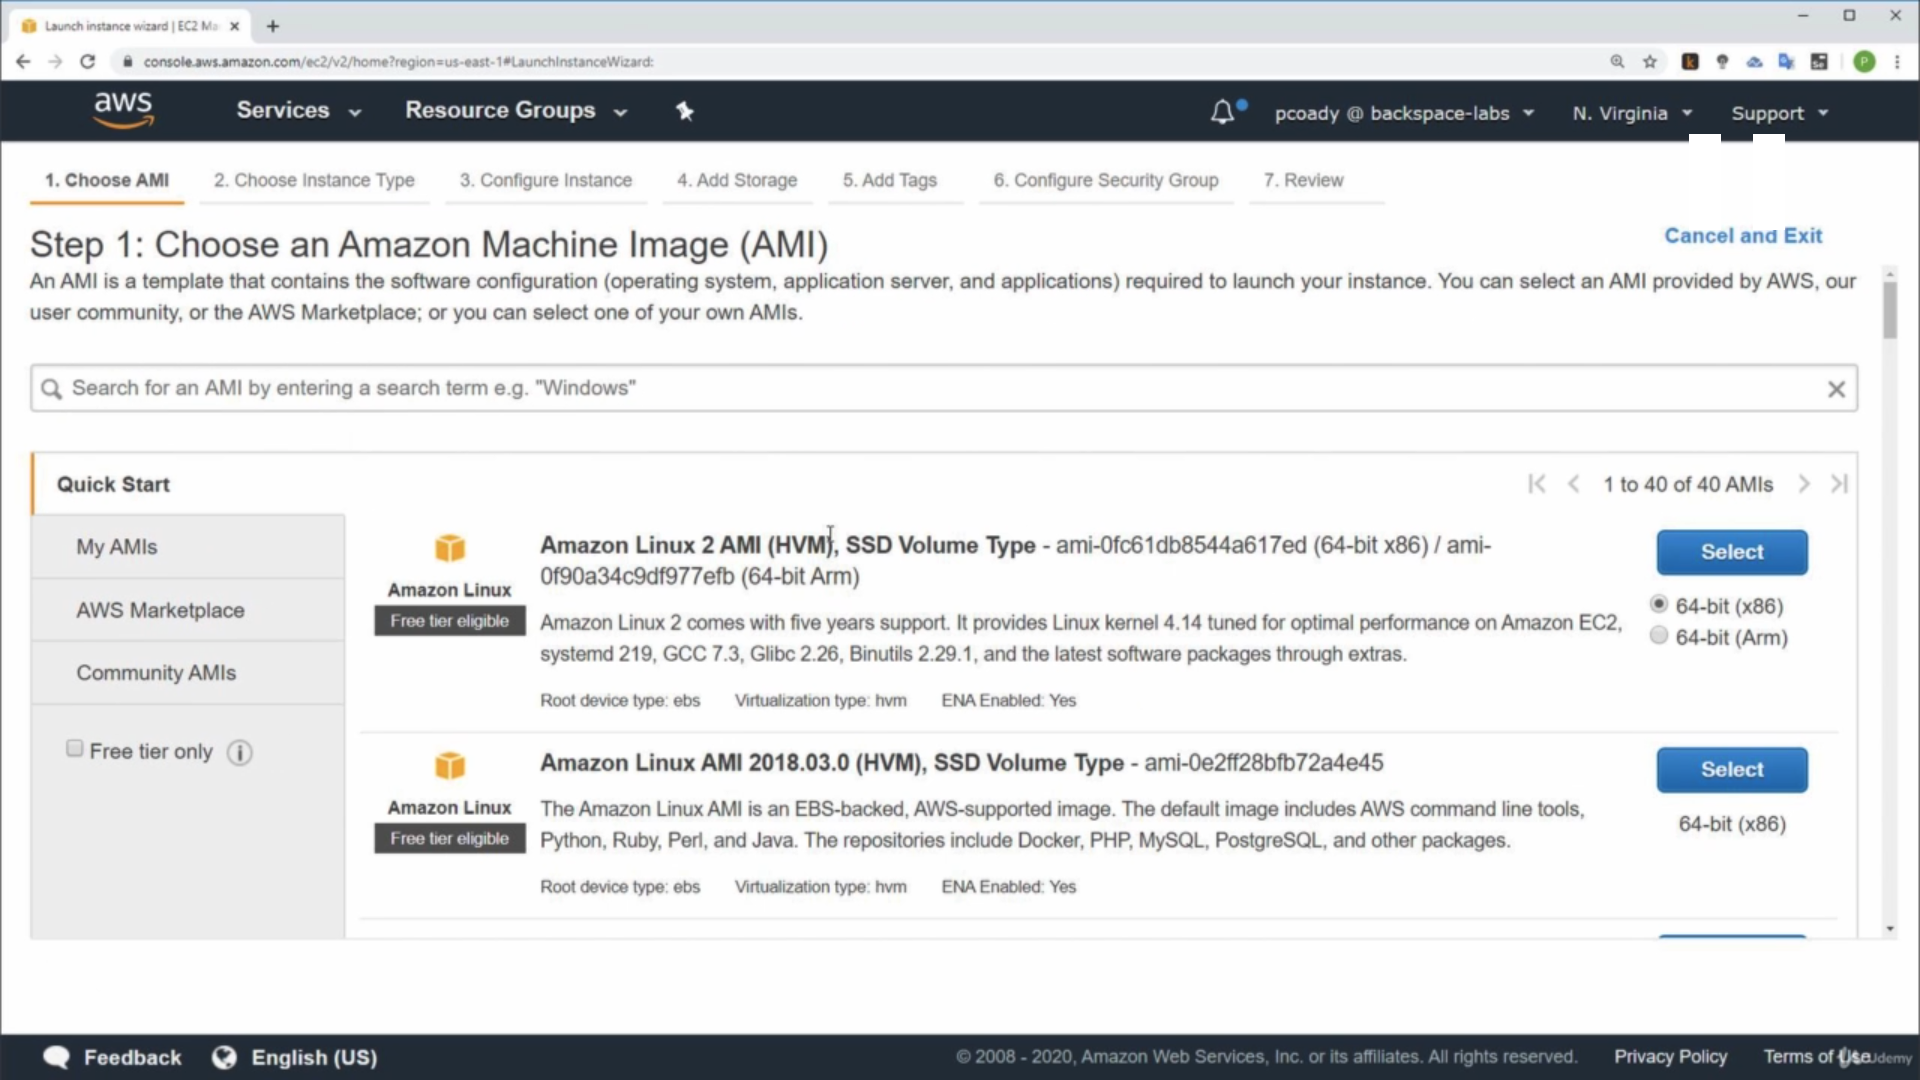 Launch instance wizard | EC2 Ma
console.aws.amazon.com/ec2/v2/home?region=us-east-1#LaunchInstanceWizard:
aws
Services
Resource Groups
pcoady @ backspace-labs
N. Virginia
Support
1. Choose AMI
2. Choose Instance Type
3. Configure Instance
4. Add Storage
5. Add Tags
6. Configure Security Group
7. Review
Step 1: Choose an Amazon Machine Image (AMI)
Cancel and Exit
An AMI is a template that contains the software configuration (operating system, application server, and applications) required to launch your instance. You can select an AMI provided by AWS, our
user community, or the AWS Marketplace; or you can select one of your own AMIs.
Search for an AMI by entering a search term e.g. "Windows"
Quick Start
1 to 40 of 40 AMIs
My AMIs
AWS Marketplace
Community AMIs
Free tier only
Amazon Linux
Free tier eligible
Amazon Linux 2 AMI (HVM), SSD Volume Type - ami-0fc61db8544a617ed (64-bit x86) / ami-
0f90a34c9df977efb (64-bit Arm)
Amazon Linux 2 comes with five years support. It provides Linux kernel 4.14 tuned for optimal performance on Amazon EC2,
systemd 219, GCC 7.3, Glibc 2.26, Binutils 2.29.1, and the latest software packages through extras.
Root device type: ebs
Virtualization type: hvm
ENA Enabled: Yes
Select
64-bit (x86)
64-bit (Arm)
Amazon Linux
Free tier eligible
Amazon Linux AMI 2018.03.0 (HVM), SSD Volume Type - ami-0e2ff28bfb72a4e45
The Amazon Linux AMI is an EBS-backed, AWS-supported image. The default image includes AWS command line tools,
Python, Ruby, Perl, and Java. The repositories include Docker, PHP, MySQL, PostgreSQL, and other packages.
Root device type: ebs
Virtualization type: hvm
ENA Enabled: Yes
Select
64-bit (x86)
Feedback
English (US)
© 2008 - 2020, Amazon Web Services, Inc. or its affiliates. All rights reserved.
Privacy Policy
Terms of Use
Udemy